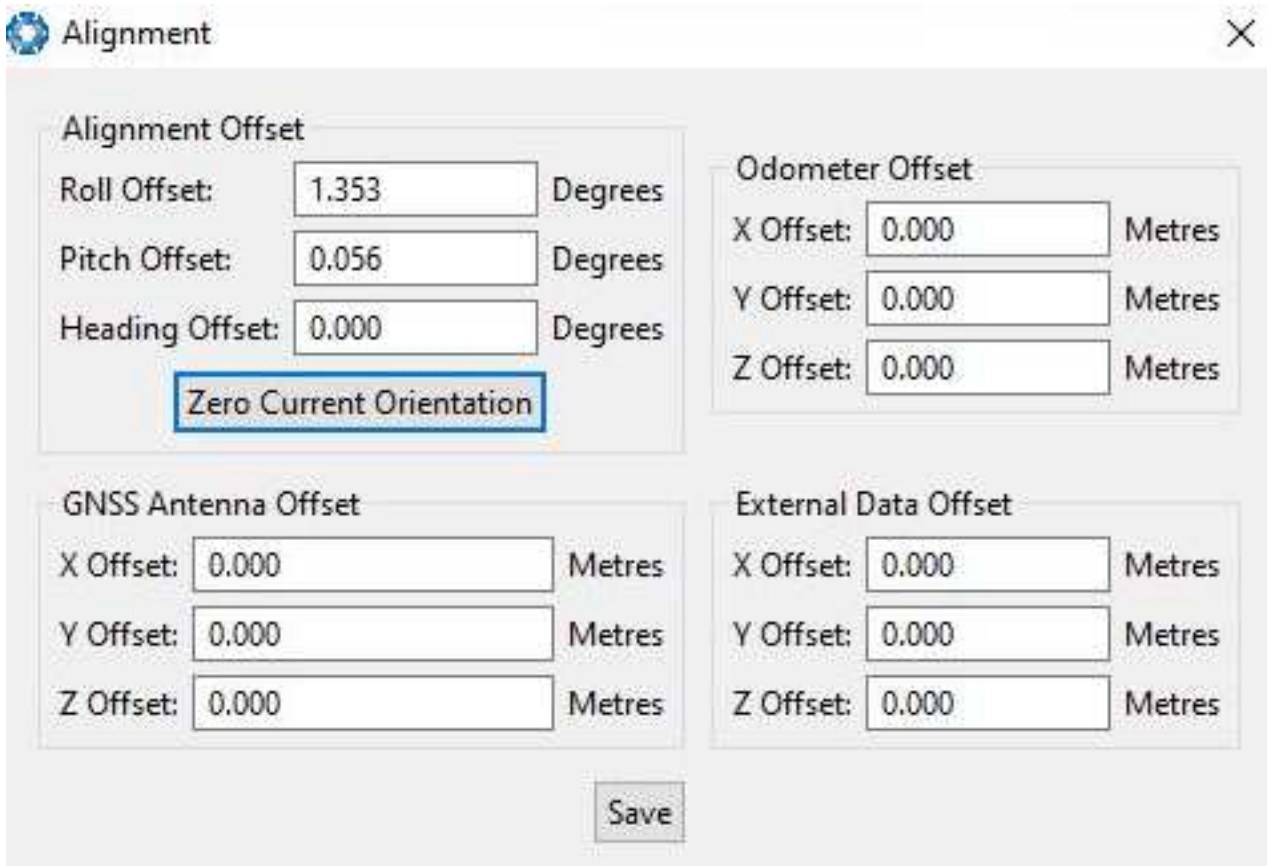 Alignment
Alignment Offset
Roll Offset: 1.353 Degrees
Pitch Offset: 0.056 Degrees
Heading Offset: 0.000 Degrees
Zero Current Orientation
Odometer Offset
X Offset: 0.000 Metres
Y Offset: 0.000 Metres
Z Offset: 0.000 Metres
GNSS Antenna Offset
X Offset: 0.000 Metres
Y Offset: 0.000 Metres
Z Offset: 0.000 Metres
External Data Offset
X Offset: 0.000 Metres
Y Offset: 0.000 Metres
Z Offset: 0.000 Metres
Save